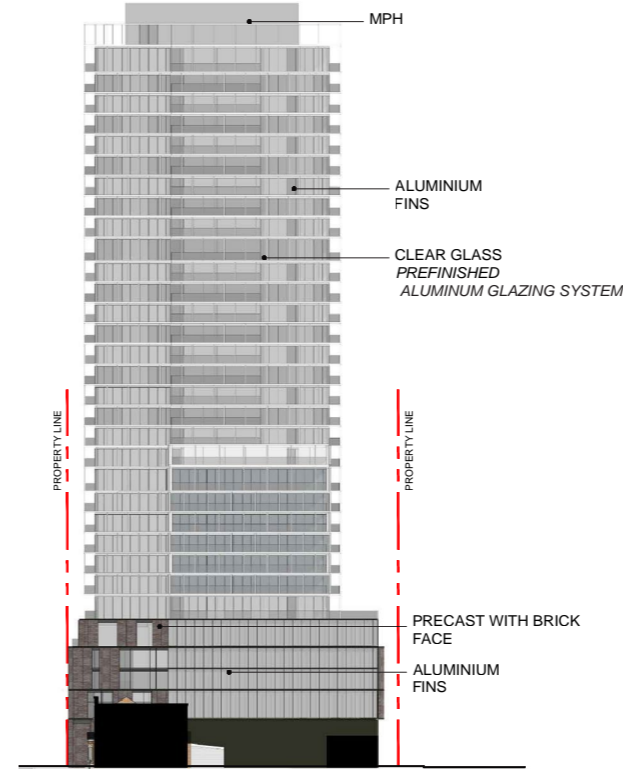 MPH
ALUMINIUM
FINS
CLEAR GLASS
PREFINISHED
ALUMINUM GLAZING SYSTEM
PROPERTY LINE
PROPERTY LINE
PRECAST WITH BRICK
FACE
ALUMINIUM
FINS